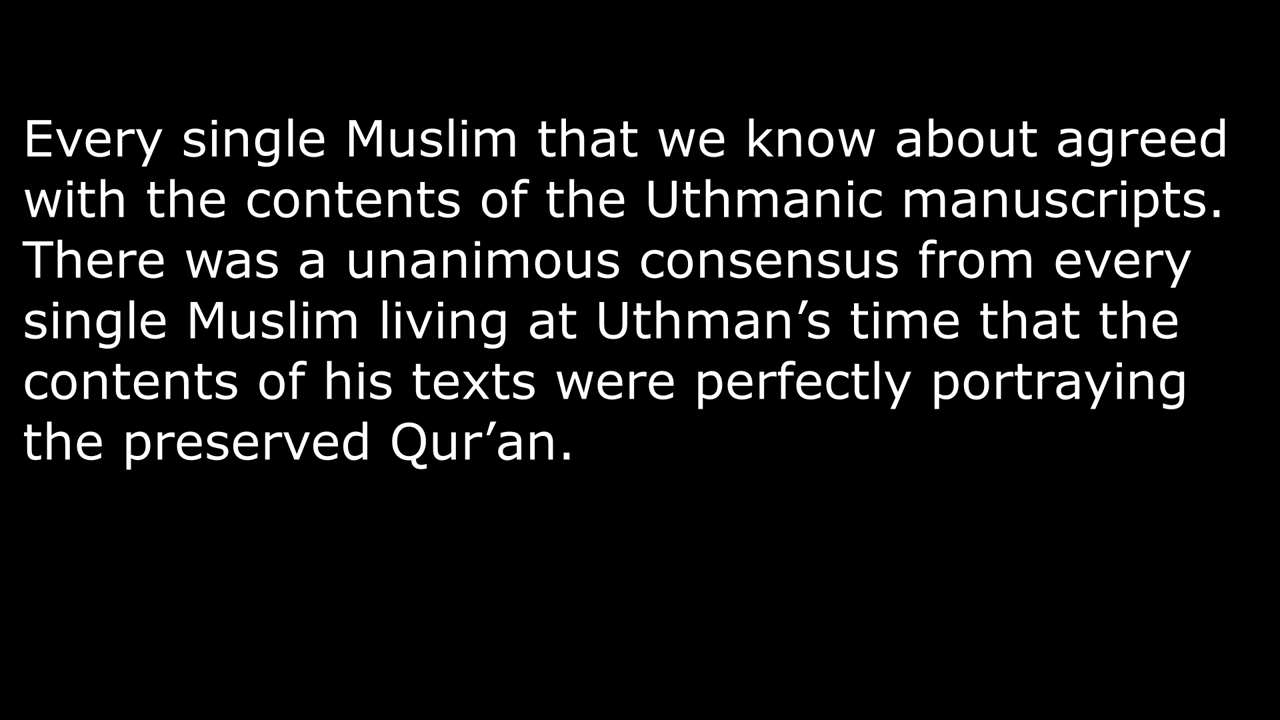 Every single Muslim that we know about agreed
with the contents of the Uthmanic manuscripts.
There was a unanimous consensus from every
single Muslim living at Uthman’s time that the
contents of his texts were perfectly portraying
the preserved Qur’an.